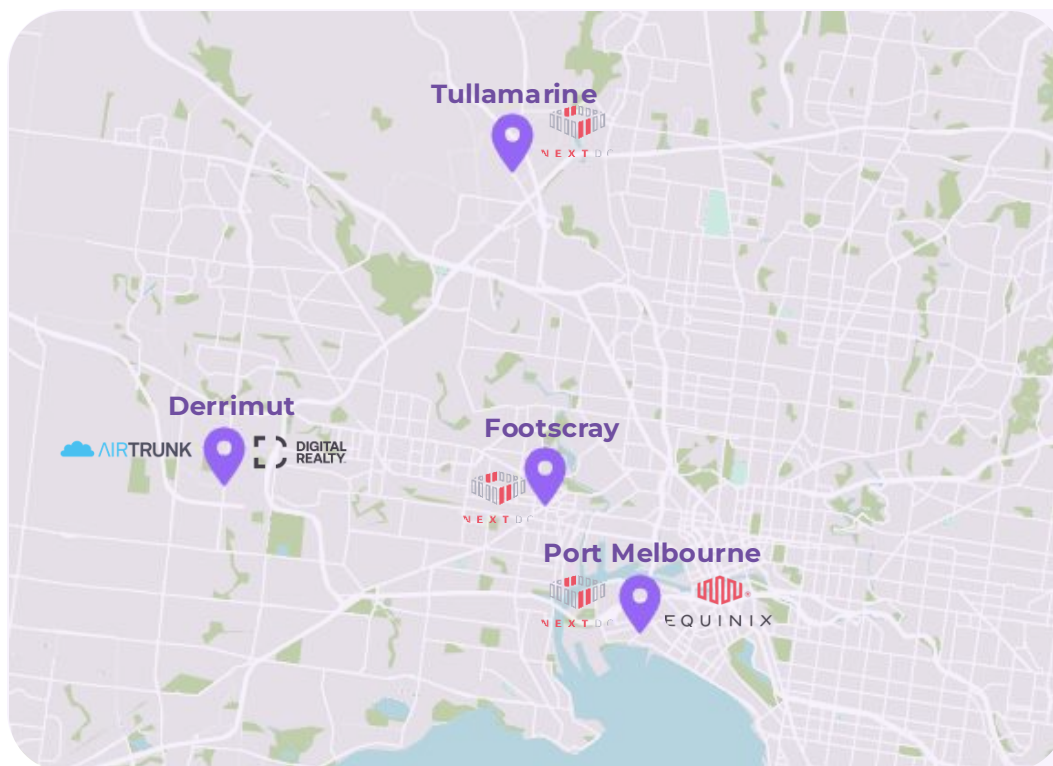 Tullamarine
NEXTDC
Derrimut
AIRTRUNK
DIGITAL
REALTY
Footscray
NEXTDC
Port Melbourne
NEXTDC
EQUINIX